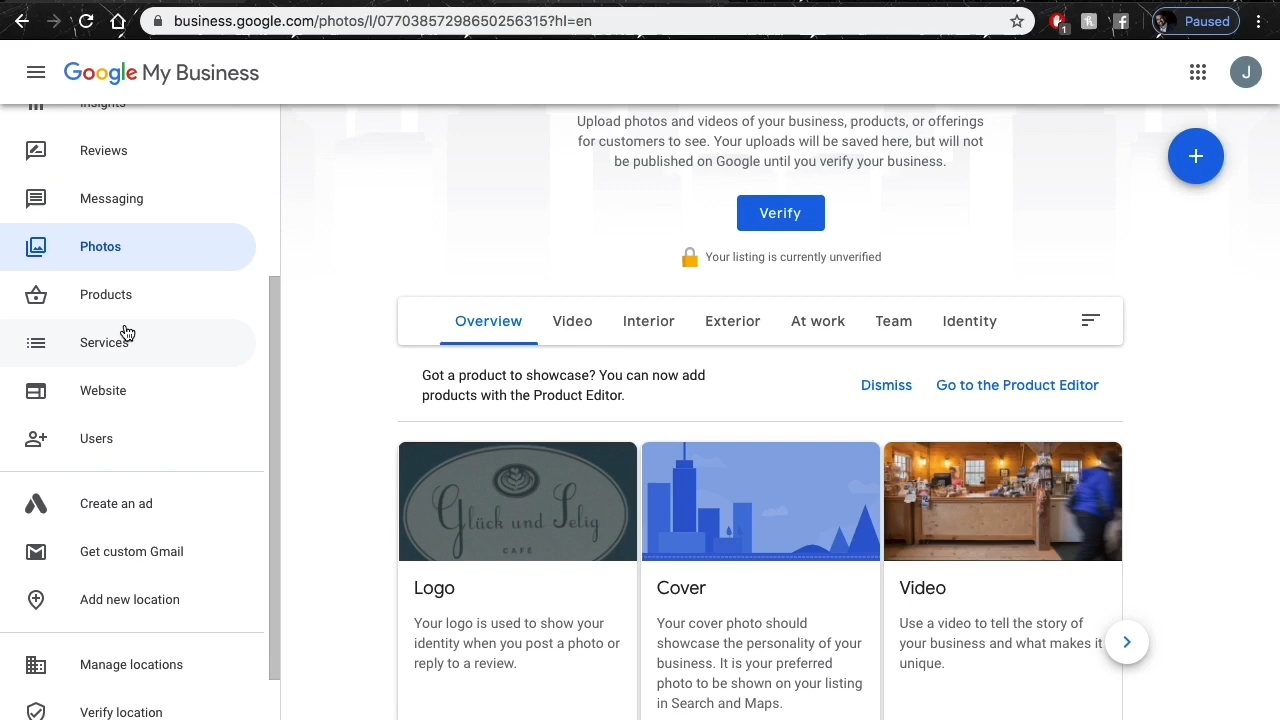 business.google.com/photos/l/07703857298650256315?hl=en
1
Paused
Google My Business
J
Insights
Reviews
Messaging
Photos
Products
Services
Website
Users
Create an ad
Get custom Gmail
Add new location
Manage locations
Verify location
Upload photos and videos of your business, products, or offerings
for customers to see. Your uploads will be saved here, but will not
be published on Google until you verify your business.
Verify
Your listing is currently unverified
Overview
Video
Interior
Exterior
At work
Team
Identity
Got a product to showcase? You can now add
products with the Product Editor.
Dismiss
Go to the Product Editor
Glück und Selig
CAFE
Logo
Your logo is used to show your
identity when you post a photo or
reply to a review.
Cover
Your cover photo should
showcase the personality of your
business. It is your preferred
photo to be shown on your listing
in Search and Maps.
Video
Use a video to tell the story of
your business and what makes it
unique.